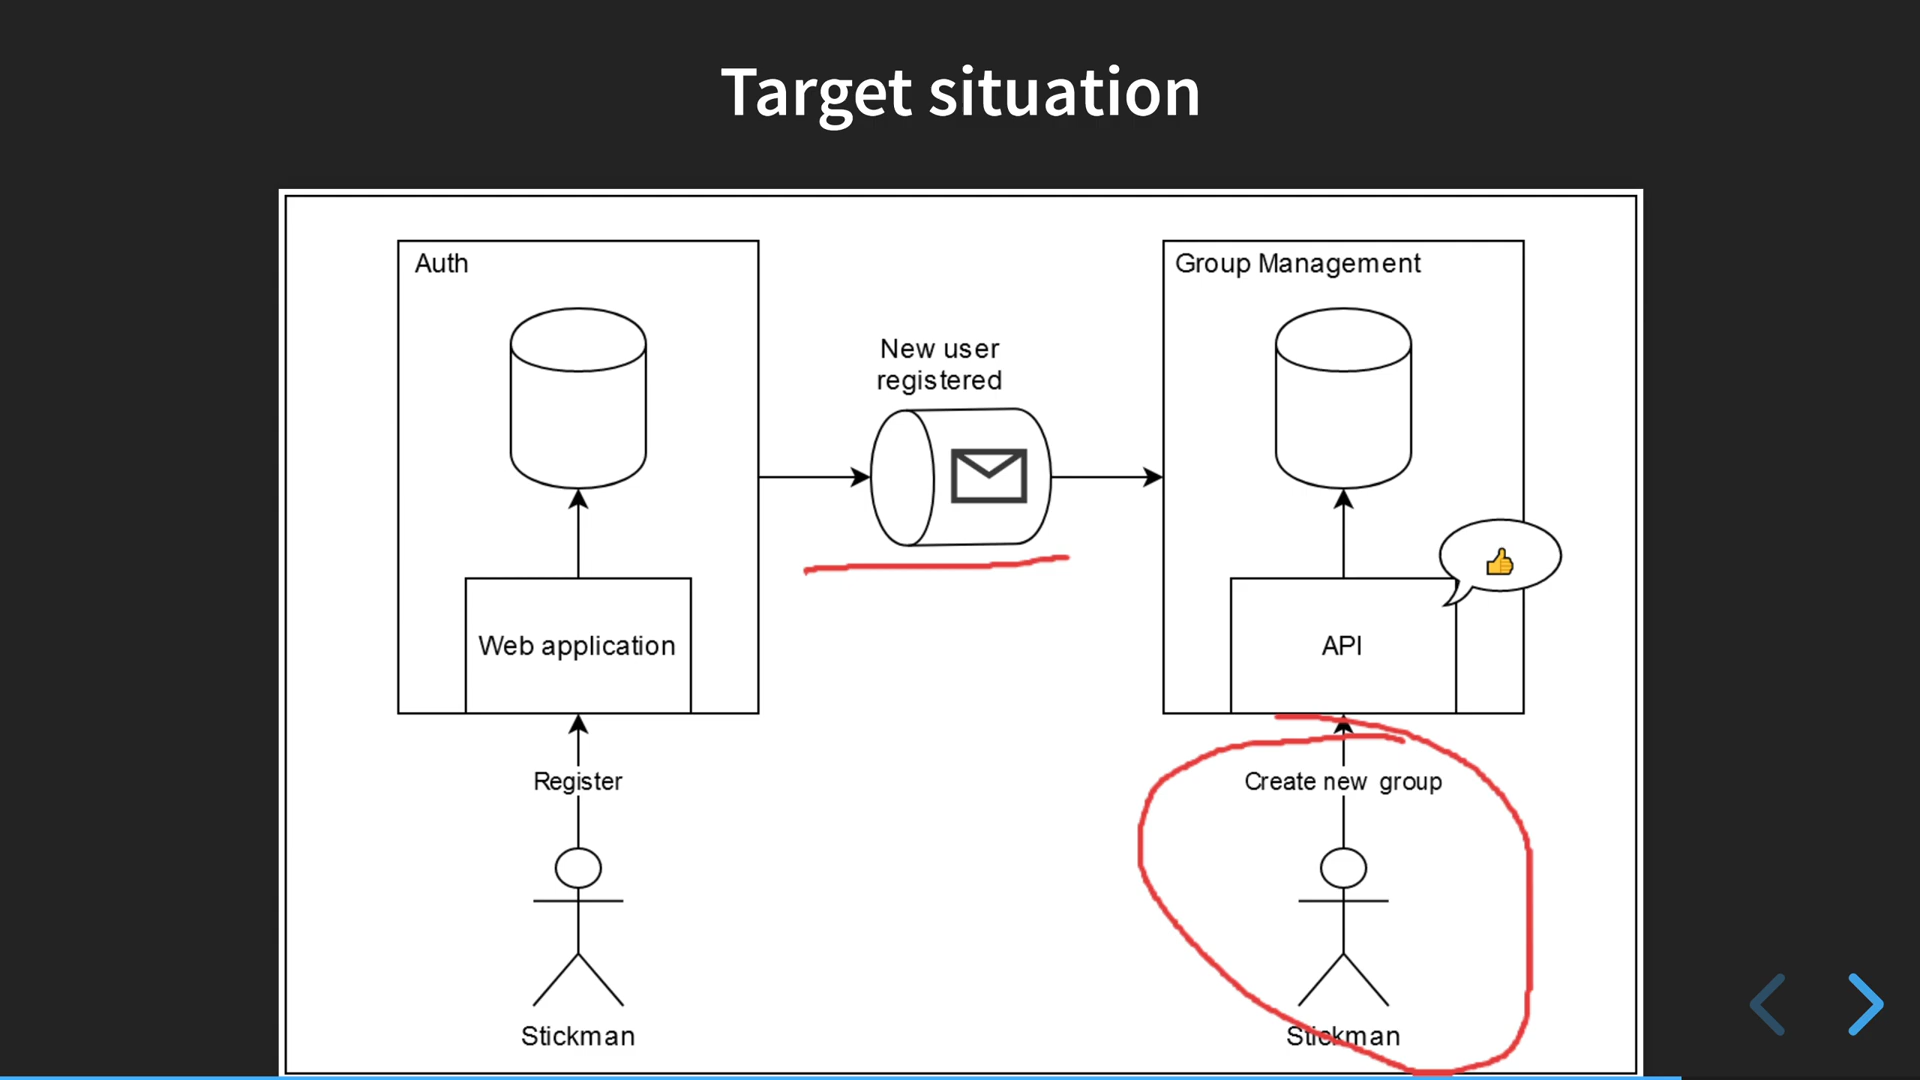 Target situation
Auth
Group Management
New user
registered
Web application
API
Register
Create new group
Stickman
Stickman